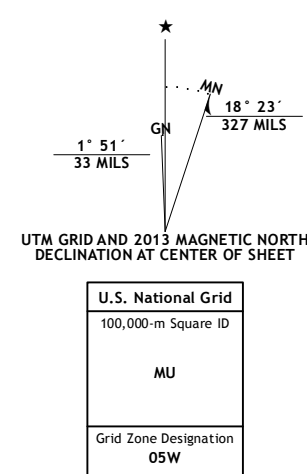 ★
MN
18° 23´
327 MILS
GN
1° 51´
33 MILS
UTM GRID AND 2013 MAGNETIC NORTH
DECLINATION AT CENTER OF SHEET
U.S. National Grid
100,000-m Square ID
MU
Grid Zone Designation
05W